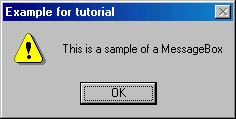 Example for tutorial
This is a sample of a MessageBox
OK